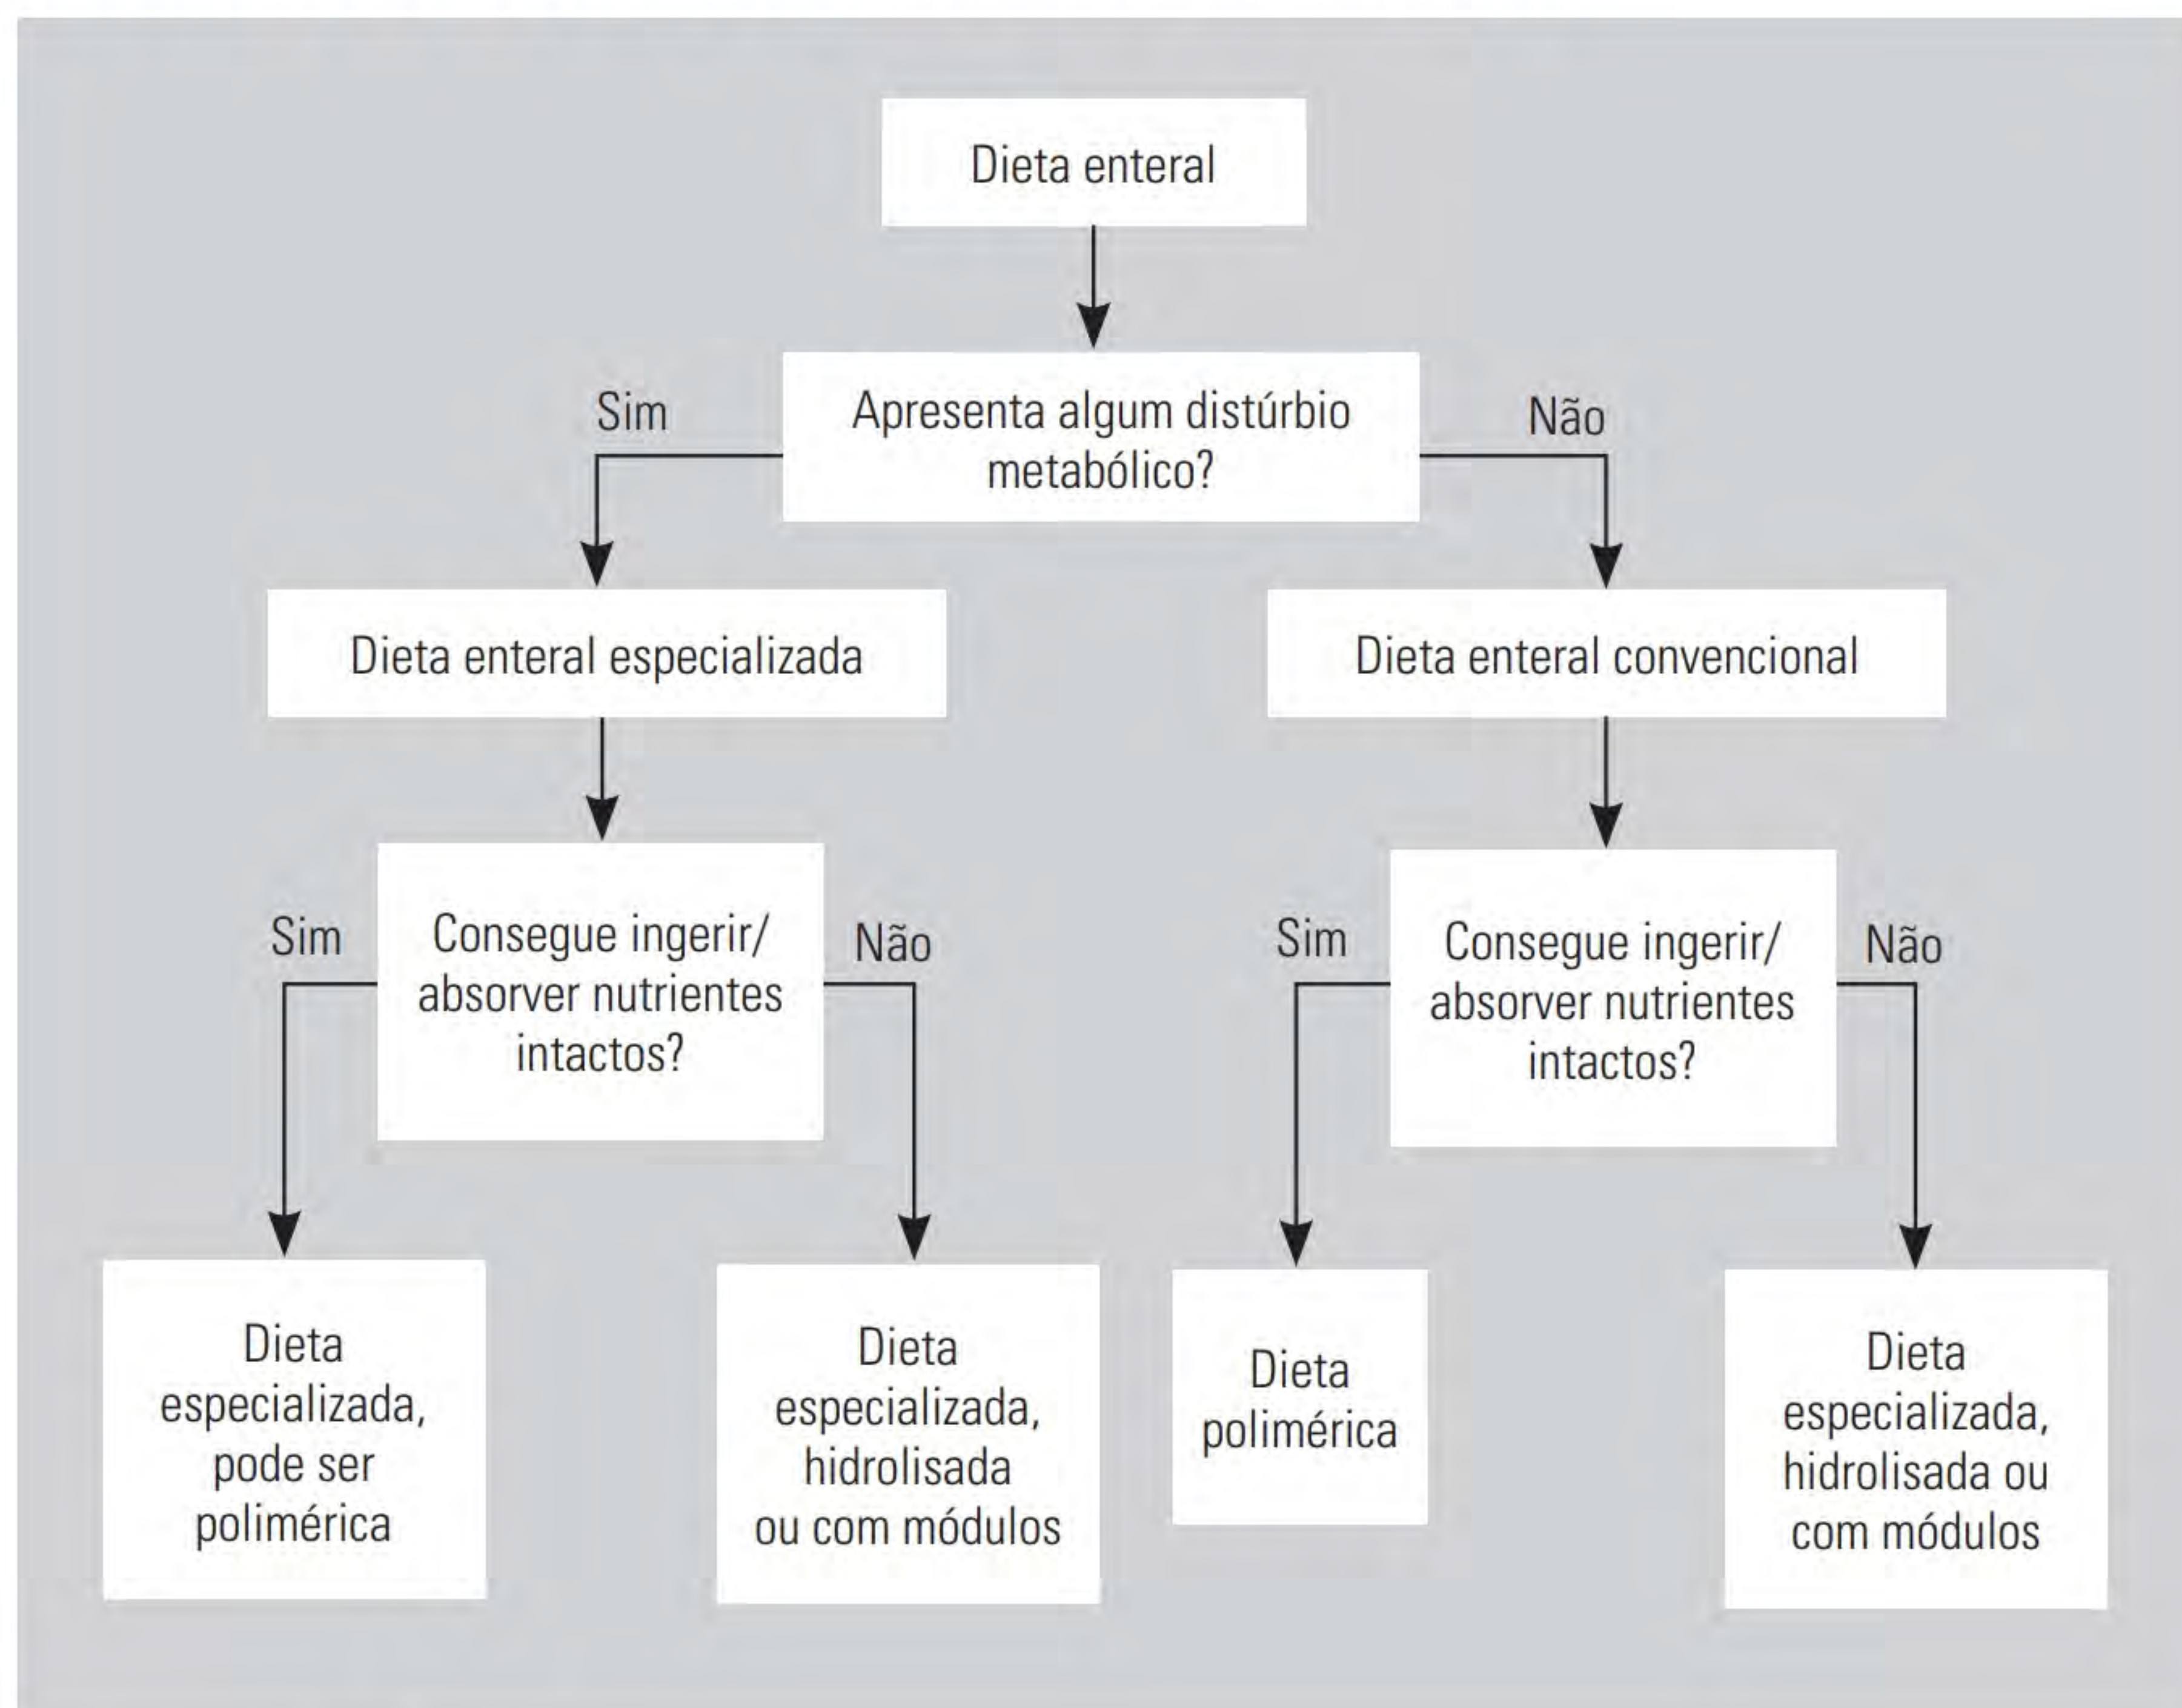 Dieta enteral
Sim
Apresenta algum distúrbio
metabólico?
Não
Dieta enteral especializada
Dieta enteral convencional
Sim
Consegue ingerir/
absorver nutrientes
intactos?
Não
Sim
Consegue ingerir/
absorver nutrientes
intactos?
Não
Dieta
especializada,
pode ser
polimérica
Dieta
especializada,
hidrolisada
ou com módulos
Dieta
polimérica
Dieta
especializada,
hidrolisada ou
com módulos